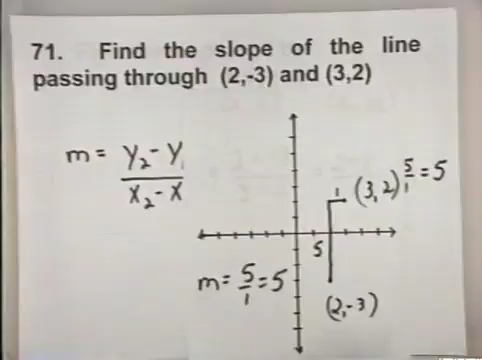 71. Find the slope of the line
passing through (2,-3) and (3,2)
m = Y₂ - Y₁
X₂ - X
1 (3,2) 5/1 = 5
5
m = 5/1 = 5
(2,-3)